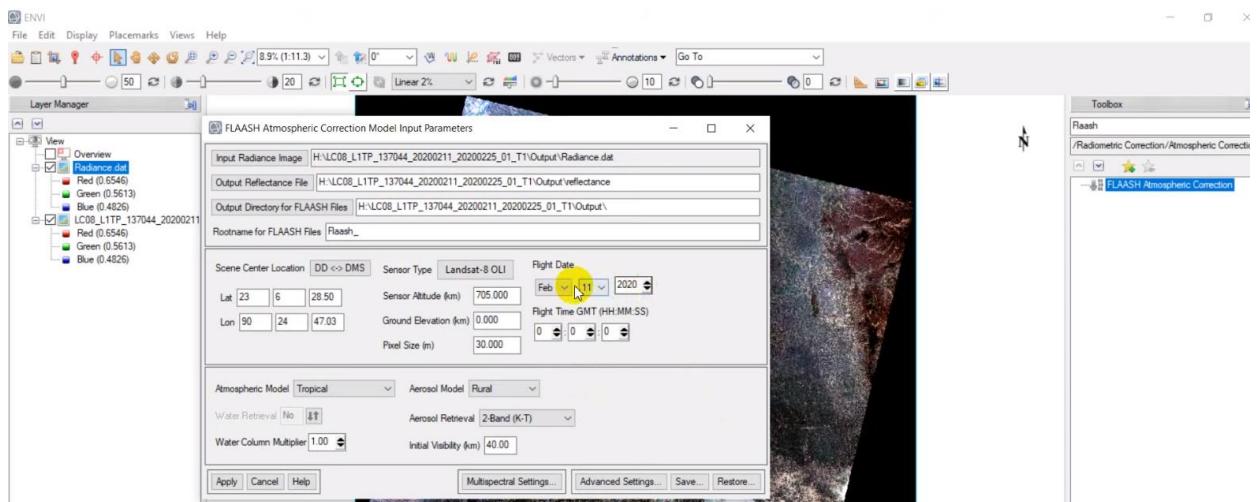 ENVI
File Edit Display Placemarks Views Help
8.9% (1:11.3) 0° Vectors Annotations Go To
50 20 Linear 2% 10 0
Layer Manager
Toolbox
View
Overview
Radiance.dat
Red (0.6546)
Green (0.5613)
Blue (0.4826)
LC08_L1TP_137044_20200211
Red (0.6546)
Green (0.5613)
Blue (0.4826)
FLAASH Atmospheric Correction Model Input Parameters
Input Radiance Image H:\LC08_L1TP_137044_20200211_20200225_01_T1\Output\Radiance.dat
Output Reflectance File H:\LC08_L1TP_137044_20200211_20200225_01_T1\Output\reflectance
Output Directory for FLAASH Files H:\LC08_L1TP_137044_20200211_20200225_01_T1\Output\
Rootname for FLAASH Files Flaash_
Scene Center Location DD <-> DMS
Lat 23 6 28.50
Lon 90 24 47.03
Sensor Type Landsat-8 OLI
Sensor Altitude (km) 705.000
Ground Elevation (km) 0.000
Pixel Size (m) 30.000
Flight Date
Feb 11 2020
Flight Time GMT (HH:MM:SS)
0 : 0 : 0
Atmospheric Model Tropical
Water Retrieval No
Water Column Multiplier 1.00
Aerosol Model Rural
Aerosol Retrieval 2-Band (K-T)
Initial Visibility (km) 40.00
Apply Cancel Help Multispectral Settings... Advanced Settings... Save... Restore...
N
Flaash
/Radiometric Correction/Atmospheric Correctio
FLAASH Atmospheric Correction